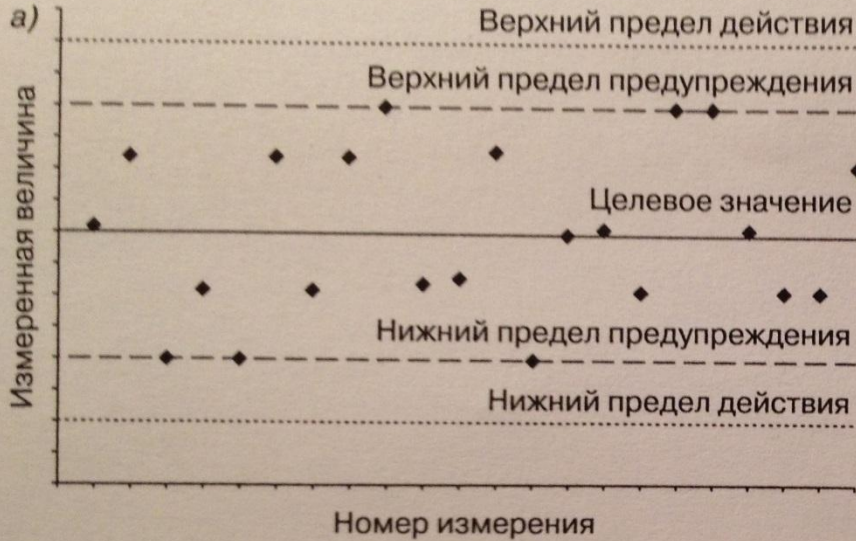 а)
Верхний предел действия
Верхний предел предупреждения
Измеренная величина
Целевое значение
Нижний предел предупреждения
Нижний предел действия
Номер измерения